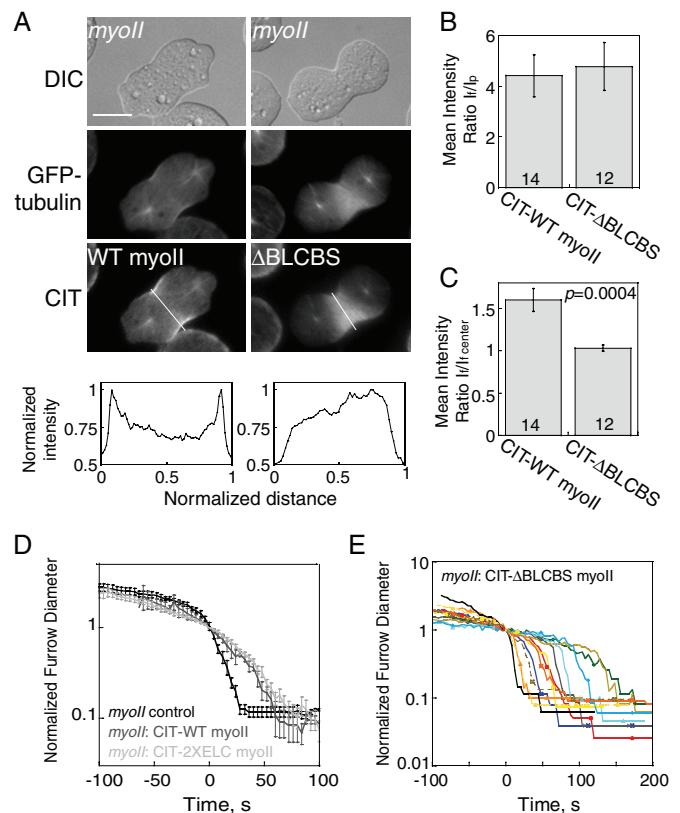 A
myoII
myoII
DIC
GFP-
tubulin
WT myoII
ΔBLCBS
CIT
Normalized
intensity
1
0.75
0.5
0
0.5
1
1
0.75
0.5
0
0.5
1
Normalized distance
B
Mean Intensity
Ratio If/Ip
6
4
2
0
14
12
CIT-WT myoII
CIT-ΔBLCBS
C
Mean Intensity
Ratio If/If center
1.5
1
0.5
0
p=0.0004
14
12
CIT-WT myoII
CIT-ΔBLCBS
D
Normalized Furrow Diameter
1
0.1
myoII control
myoII: CIT-WT myoII
myoII: CIT-2XELC myoII
-100
-50
0
50
100
Time, s
E
Normalized Furrow Diameter
10
1
0.1
0.01
myoII: CIT-ΔBLCBS myoII
-100
0
100
200
Time, s